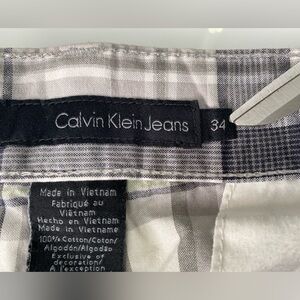 Calvin Klein Jeans 34
Made in Vietnam
Fabriqué au
Viêtnam
Hecho en Vietnam
Made in Vietname
100% Cotton/Coton/
Algodón/Algodão
Exclusive of
decoration/
A l'exception